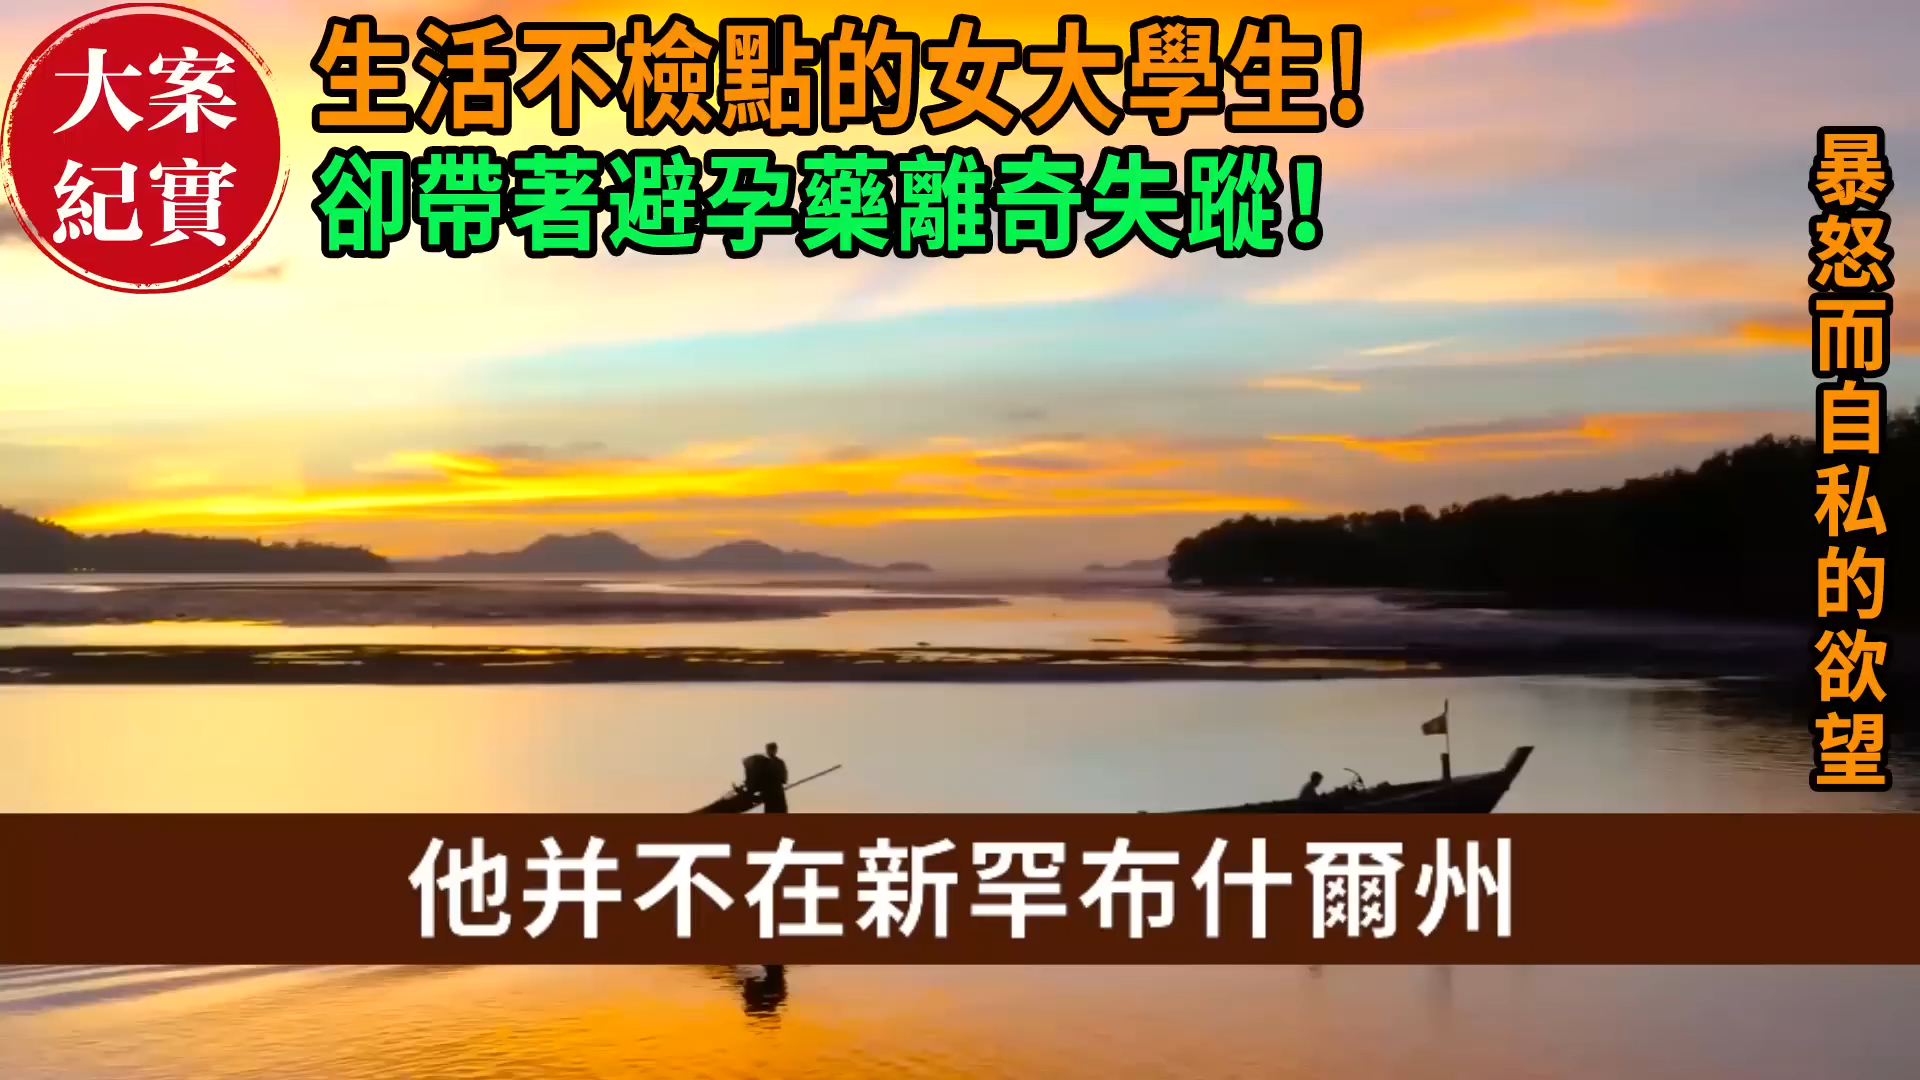 大案
紀實
生活不檢點的女大學生!
卻帶著避孕藥離奇失蹤!
暴怒而自私的欲望
他并不在新罕布什爾州